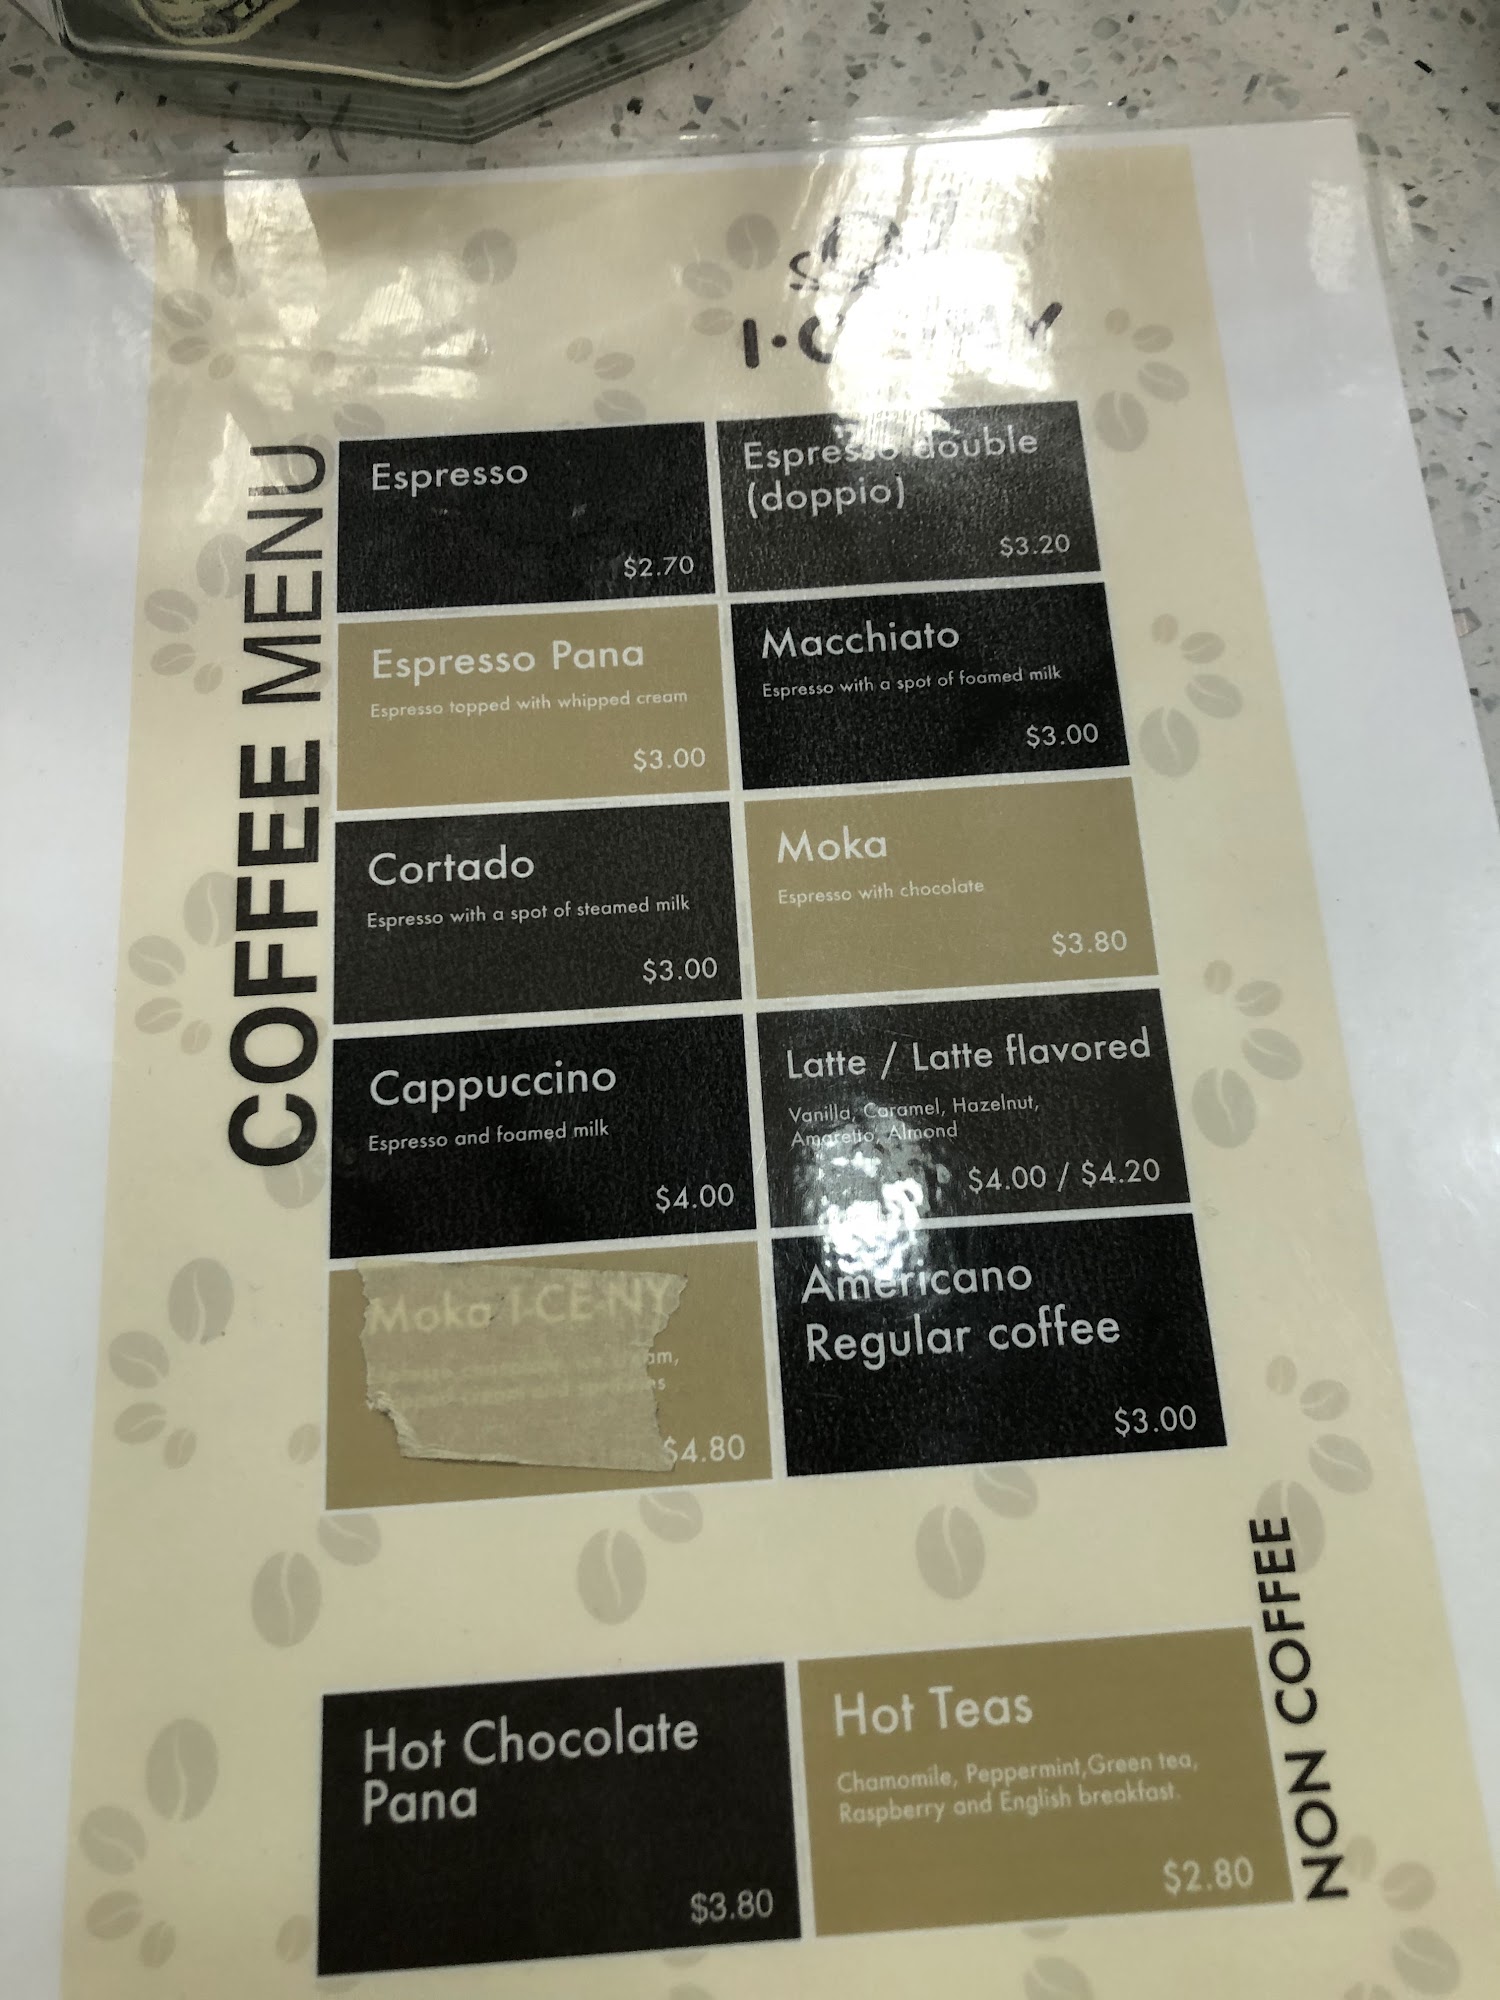 COFFEE MENU
Espresso
$2.70
Espresso double
(doppio)
$3.20
Espresso Pana
Espresso topped with whipped cream
$3.00
Macchiato
Espresso with a spot of foamed milk
$3.00
Cortado
Espresso with a spot of steamed milk
$3.00
Moka
Espresso with chocolate
$3.80
Cappuccino
Espresso and foamed milk
$4.00
Latte / Latte flavored
Vanilla, Caramel, Hazelnut,
Amaretto, Almond
$4.00 / $4.20
Moka I-CE-NY
$4.80
Americano
Regular coffee
$3.00
NON COFFEE
Hot Chocolate
Pana
$3.80
Hot Teas
Chamomile, Peppermint,Green tea,
Raspberry and English breakfast.
$2.80